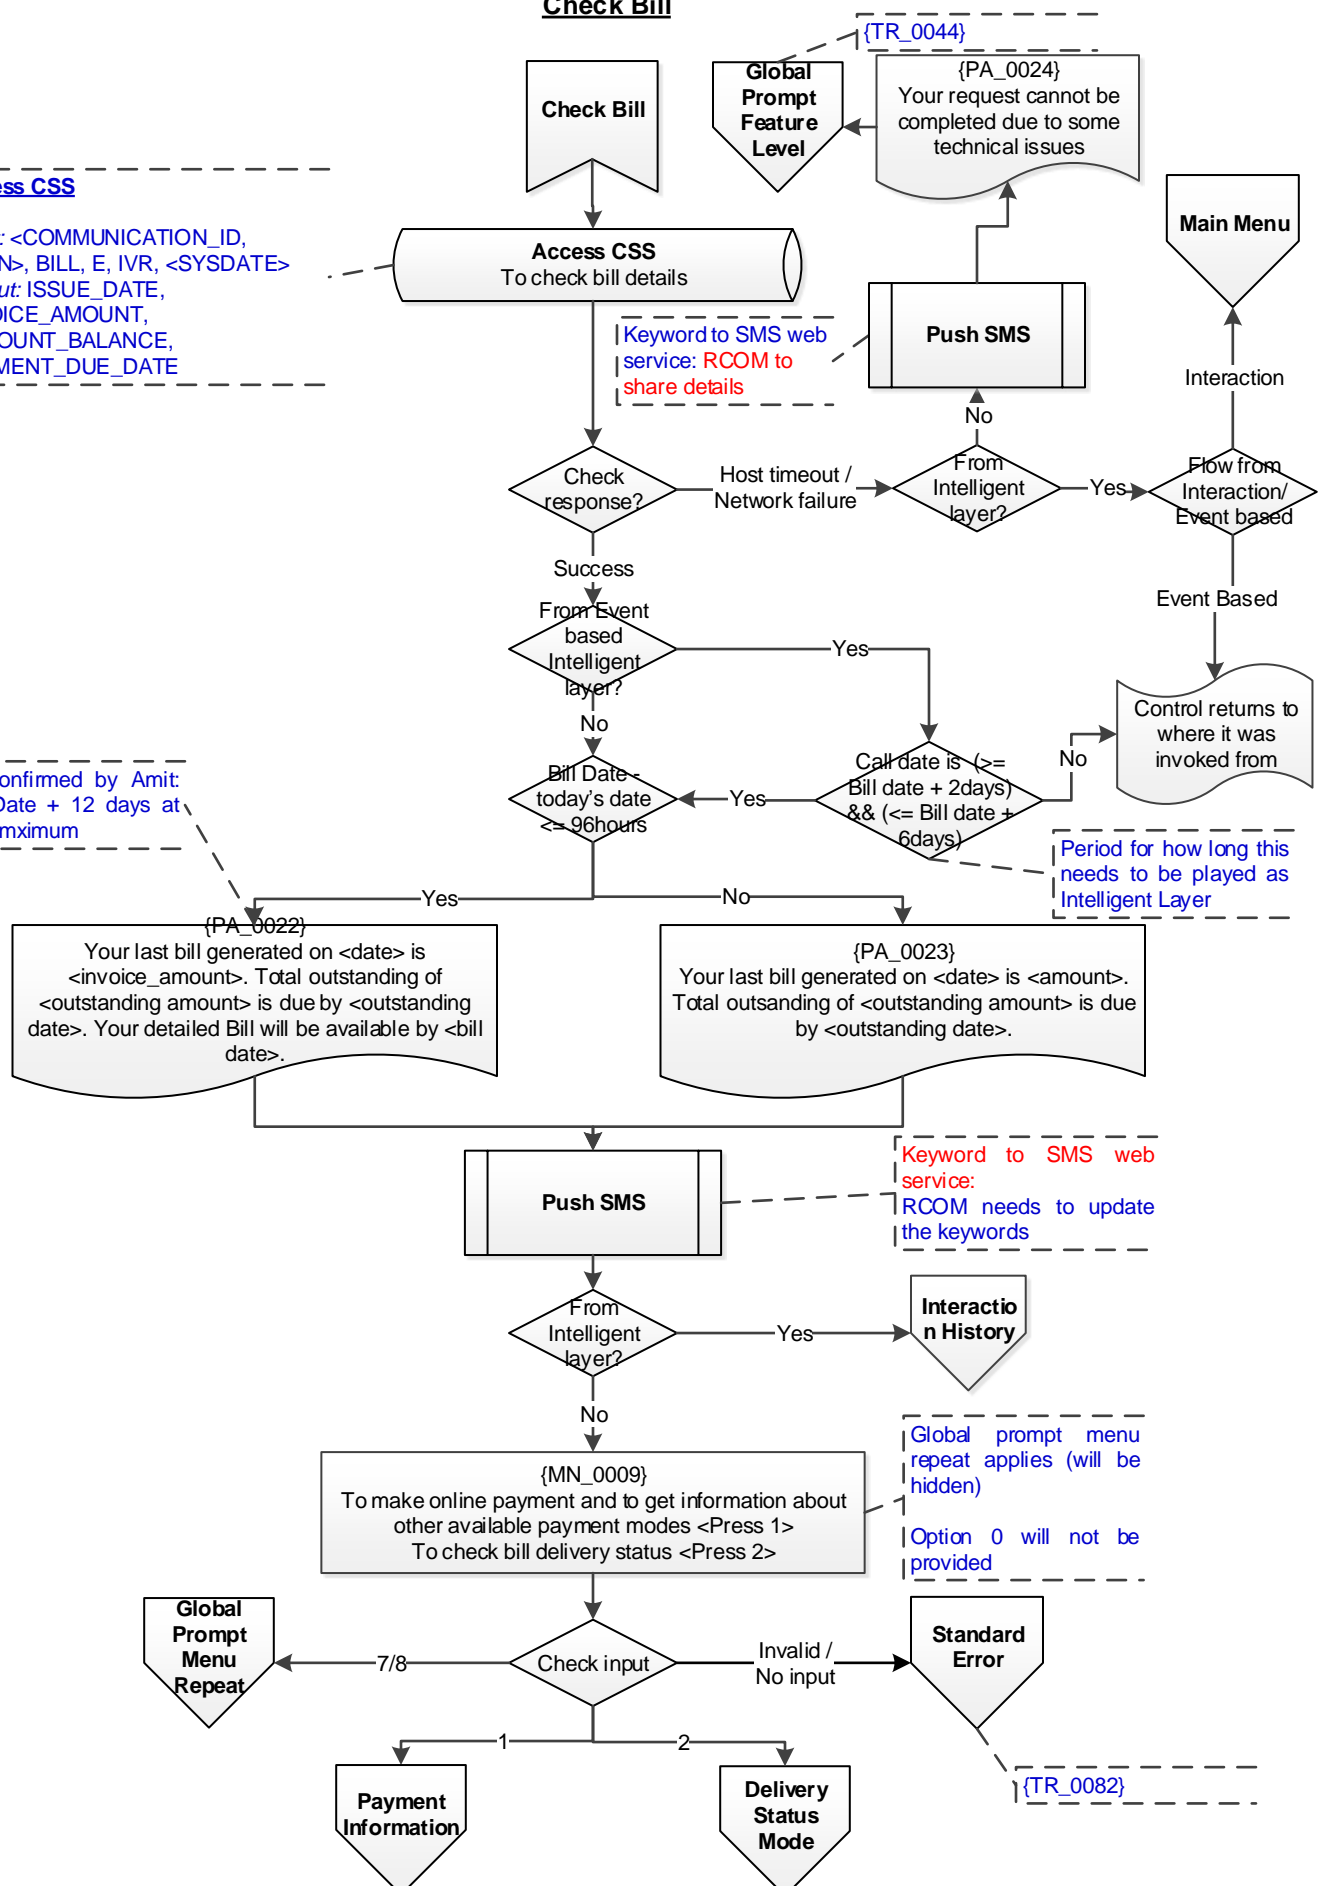 Check Bill
{TR_0044}
Check Bill
Global
Prompt
Feature
Level
{PA_0024}
Your request cannot be
completed due to some
technical issues
ess CSS
: <COMMUNICATION_ID,
N>, BILL, E, IVR, <SYSDATE>
ut: ISSUE_DATE,
OICE_AMOUNT,
OUNT_BALANCE,
MENT_DUE_DATE
Access CSS
To check bill details
Main Menu
Keyword to SMS web
service: RCOM to
share details
Push SMS
Interaction
No
Check
response?
Host timeout /
Network failure
From
Intelligent
layer?
Yes
Flow from
Interaction/
Event based
Success
Event Based
From Event
based
Intelligent
layer?
Yes
No
Control returns to
where it was
invoked from
onfirmed by Amit:
Date + 12 days at
mximum
Bill Date -
today's date
<= 96hours
Yes
Call date is (>=
Bill date + 2days)
&& (<= Bill date +
6days)
No
Period for how long this
needs to be played as
Intelligent Layer
Yes
No
{PA_0022}
Your last bill generated on <date> is
<invoice_amount>. Total outstanding of
<outstanding amount> is due by <outstanding
date>. Your detailed Bill will be available by <bill
date>.
{PA_0023}
Your last bill generated on <date> is <amount>.
Total outsanding of <outstanding amount> is due
by <outstanding date>.
Push SMS
Keyword to SMS web
service:
RCOM needs to update
the keywords
From
Intelligent
layer?
Yes
Interactio
n History
No
{MN_0009}
To make online payment and to get information about
other available payment modes <Press 1>
To check bill delivery status <Press 2>
Global prompt menu
repeat applies (will be
hidden)
Option 0 will not be
provided
Global
Prompt
Menu
Repeat
7/8
Check input
Invalid /
No input
Standard
Error
1
2
Payment
Information
Delivery
Status
Mode
{TR_0082}